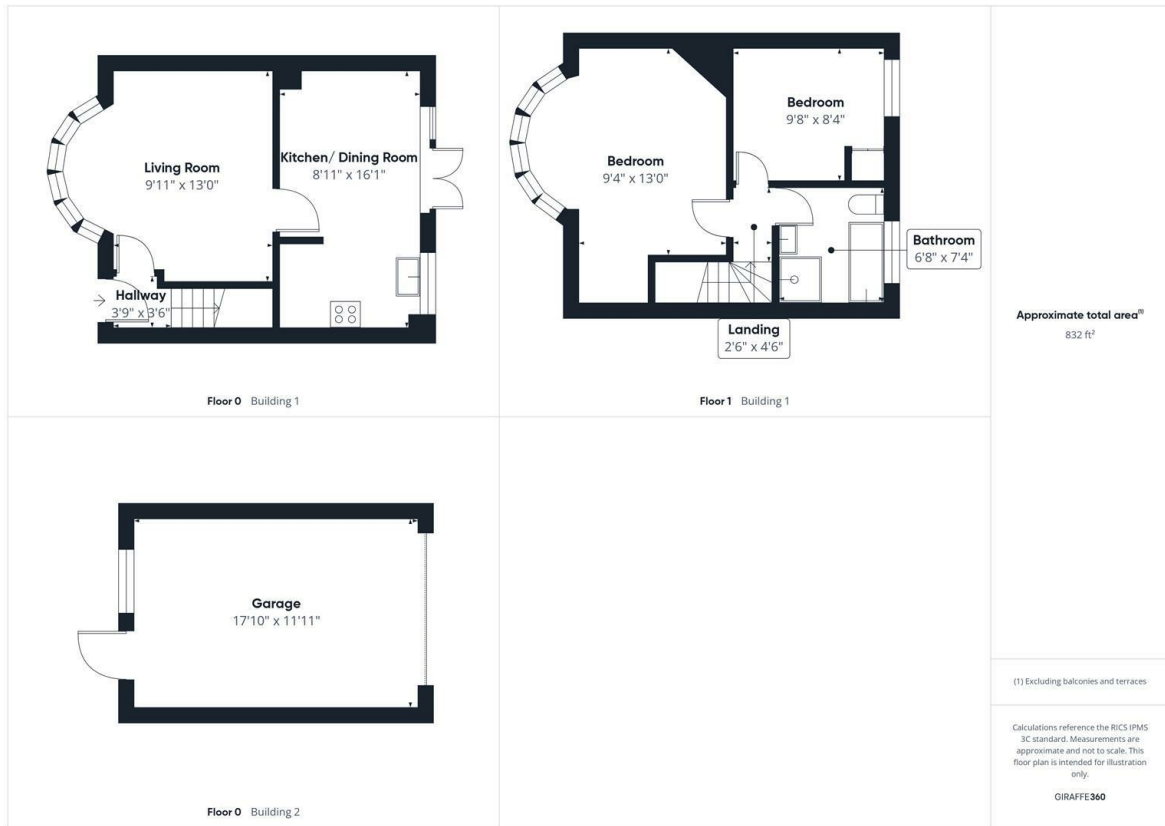 Living Room
9'11" x 13'0"
Kitchen/ Dining Room
8'11" x 16'1"
Hallway
3'9" x 3'6"
Floor 0 Building 1
Bedroom
9'4" x 13'0"
Bedroom
9'8" x 8'4"
Bathroom
6'8" x 7'4"
Landing
2'6" x 4'6"
Floor 1 Building 1
Garage
17'10" x 11'11"
Floor 0 Building 2
Approximate total area(1)
832 ft²
(1) Excluding balconies and terraces
Calculations reference the RICS IPMS
3C standard. Measurements are
approximate and not to scale. This
floor plan is intended for illustration
only.
GIRAFFE360